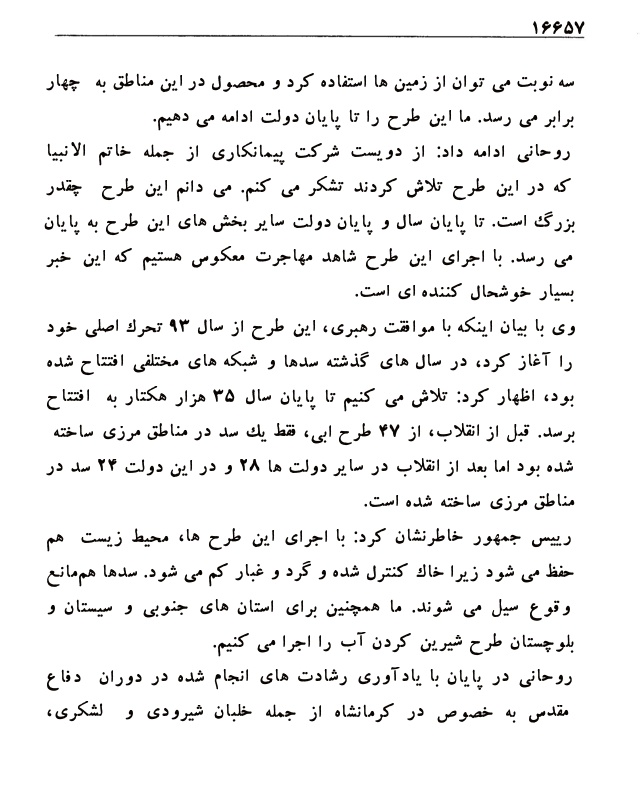 ۱۶۶۵۷
سه نوبت می توان از زمین ها استفاده کرد و محصول در این مناطق به چهار
برابر می رسد. ما این طرح را تا پایان دولت ادامه می دهیم.
روحانی ادامه داد: از دویست شرکت پیمانکاری از جمله خاتم الانبیا
که در این طرح تلاش کردند تشکر می کنم. می دانم این طرح چقدر
بزرگ است. تا پایان سال و پایان دولت سایر بخش های این طرح به پایان
می رسد. با اجرای این طرح شاهد مهاجرت معکوس هستیم که این خبر
بسیار خوشحال کننده ای است.
وی با بیان اینکه با موافقت رهبری، این طرح از سال ۹۳ تحرک اصلی خود
را آغاز کرد، در سال های گذشته سدها و شبکه های مختلفی افتتاح شده
بود، اظهار کرد: تلاش می کنیم تا پایان سال ۳۵ هزار هکتار به افتتاح
برسد. قبل از انقلاب، از ۴۷ طرح ابی، فقط یك سد در مناطق مرزی ساخته
شده بود اما بعد از انقلاب در سایر دولت ها ۲۸ و در این دولت ۲۴ سد در
مناطق مرزی ساخته شده است.
رییس جمهور خاطرنشان کرد: با اجرای این طرح ها، محیط زیست هم
حفظ می شود زیرا خاك کنترل شده و گرد و غبار کم می شود. سدها هم‌مانع
وقوع سیل می شوند. ما همچنین برای استان های جنوبی و سیستان و
بلوچستان طرح شیرین کردن آب را اجرا می کنیم.
روحانی در پایان با یادآوری رشادت های انجام شده در دوران دفاع
مقدس به خصوص در کرمانشاه از جمله خلبان شیرودی و لشکری،